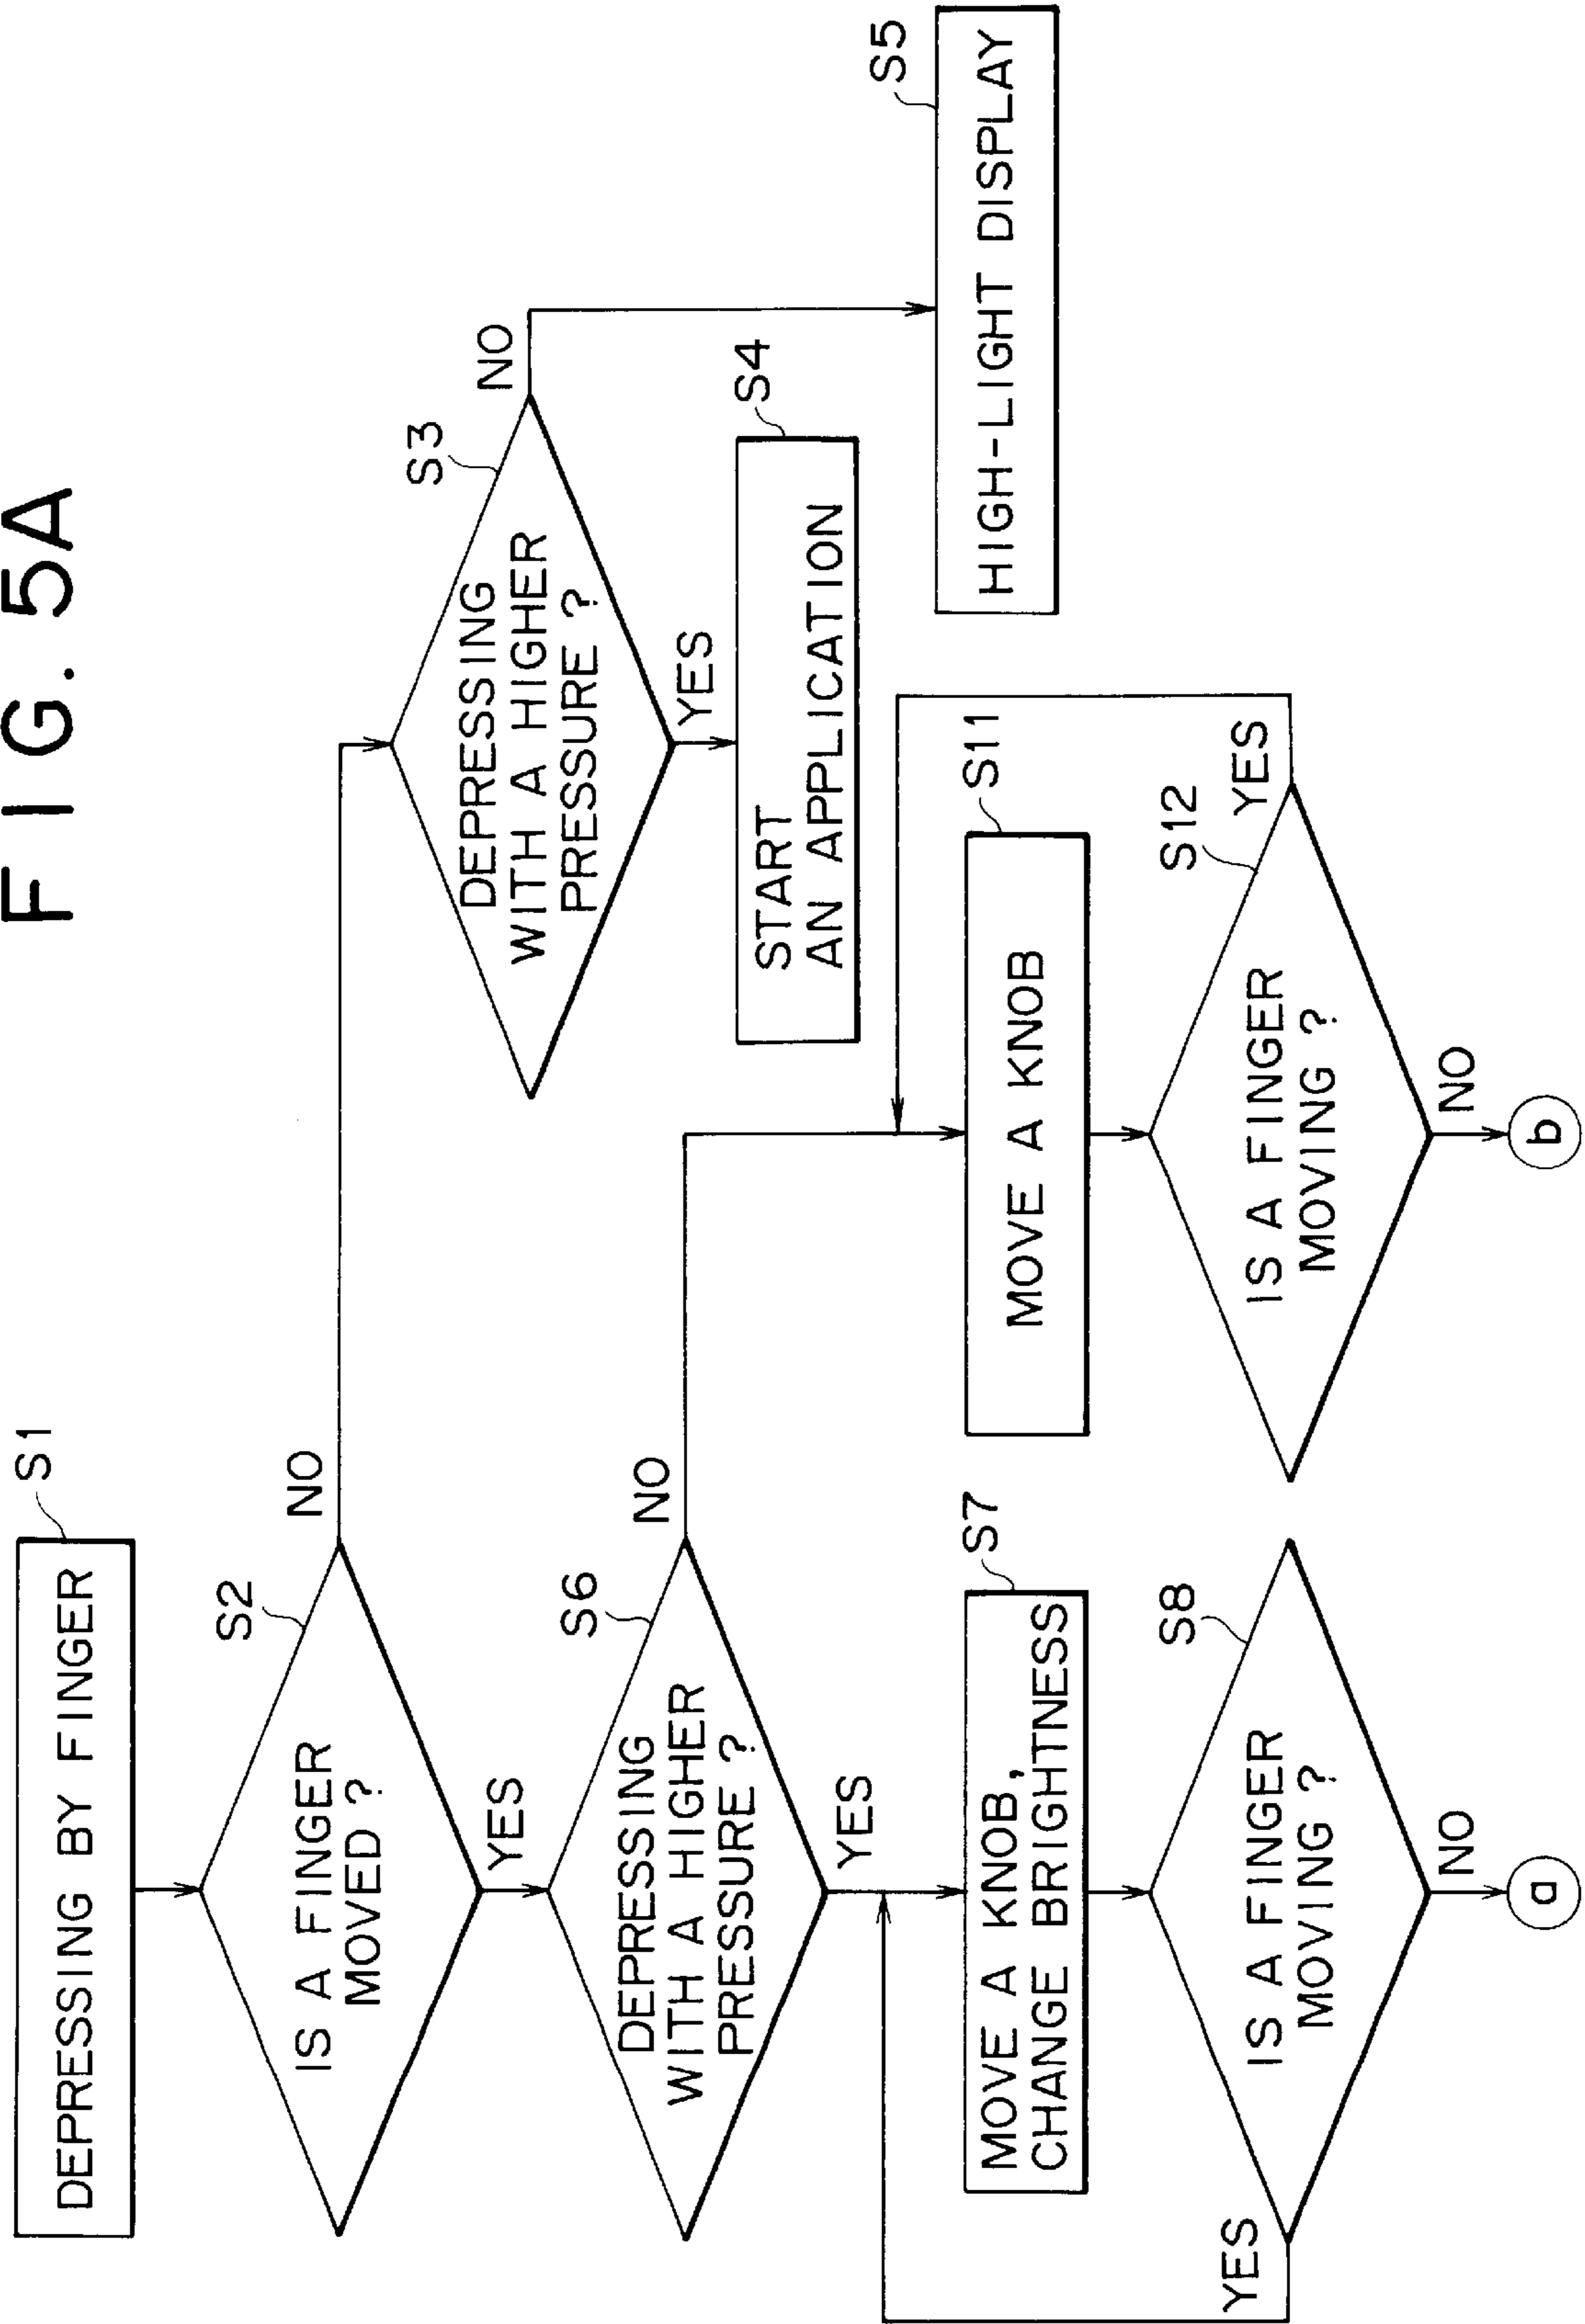 FIG. 5A
S1
DEPRESSING BY FINGER
S2
IS A FINGER
MOVED ?
NO
YES
S3
DEPRESSING
WITH A HIGHER
PRESSURE ?
NO
YES
S4
START
AN APPLICATION
S5
HIGH-LIGHT DISPLAY
S6
DEPRESSING
WITH A HIGHER
PRESSURE ?
NO
YES
S7
MOVE A KNOB,
CHANGE BRIGHTNESS
S8
IS A FINGER
MOVING ?
YES
NO
a
S11
MOVE A KNOB
S12
IS A FINGER
MOVING ?
YES
NO
b